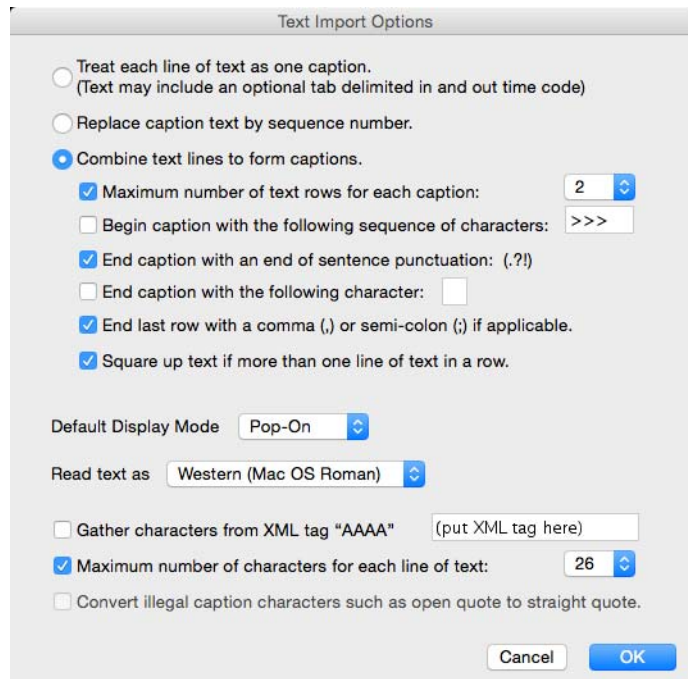 Text Import Options
Treat each line of text as one caption.
(Text may include an optional tab delimited in and out time code)
Replace caption text by sequence number.
Combine text lines to form captions.
Maximum number of text rows for each caption: 2
Begin caption with the following sequence of characters: >>>
End caption with an end of sentence punctuation: (.?!)
End caption with the following character:
End last row with a comma (,) or semi-colon (;) if applicable.
Square up text if more than one line of text in a row.
Default Display Mode Pop-On
Read text as Western (Mac OS Roman)
Gather characters from XML tag “AAAA” (put XML tag here)
Maximum number of characters for each line of text: 26
Convert illegal caption characters such as open quote to straight quote.
Cancel OK